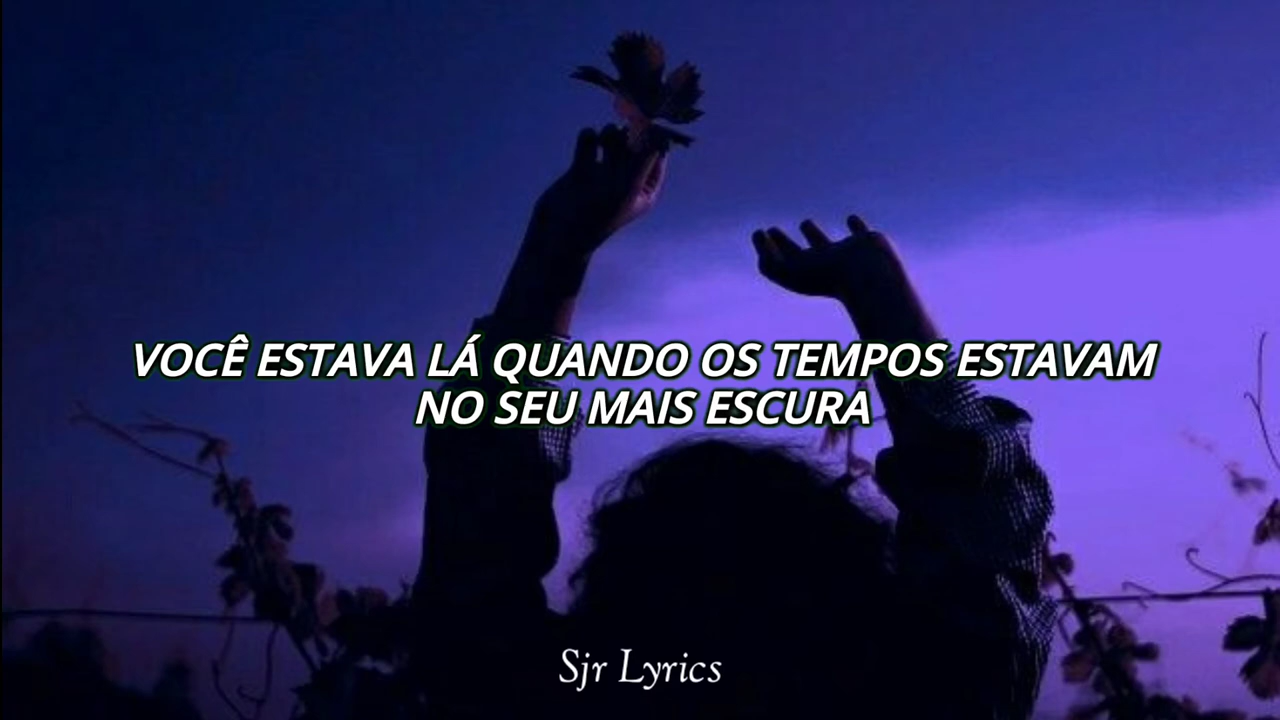 VOCÊ ESTAVA LÁ QUANDO OS TEMPOS ESTAVAM
NO SEU MAIS ESCURA
Sjr Lyrics